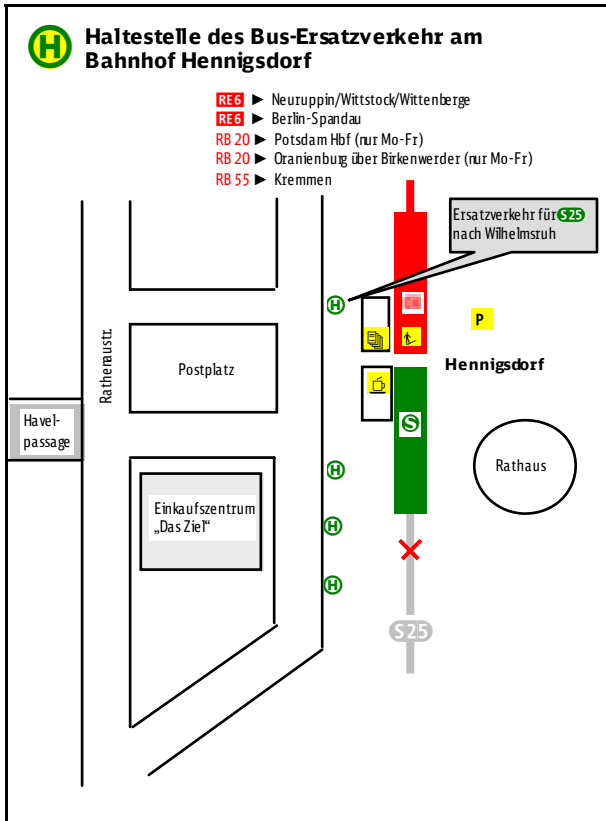 H Haltestelle des Bus-Ersatzverkehr am
Bahnhof Hennigsdorf
RE6 ► Neuruppin/Wittstock/Wittenberge
RE6 ► Berlin-Spandau
RB 20 ► Potsdam Hbf (nur Mo-Fr)
RB 20 ► Oranienburg über Birkenwerder (nur Mo-Fr)
RB 55 ► Kremmen
Ersatzverkehr für S25
nach Wilhelmsruh
H
P
Rathenaustr.
Postplatz
Hennigsdorf
S
Havel-
passage
H
Rathaus
Einkaufszentrum
„Das Ziel“
H
H
S25